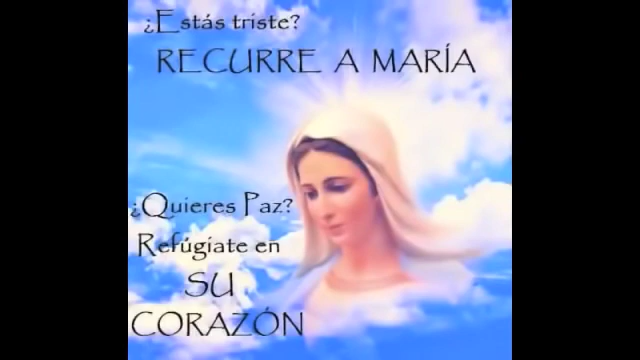 ¿Estás triste?
RECURRE A MARÍA
¿Quieres Paz?
Refúgiate en
SU
CORAZÓN